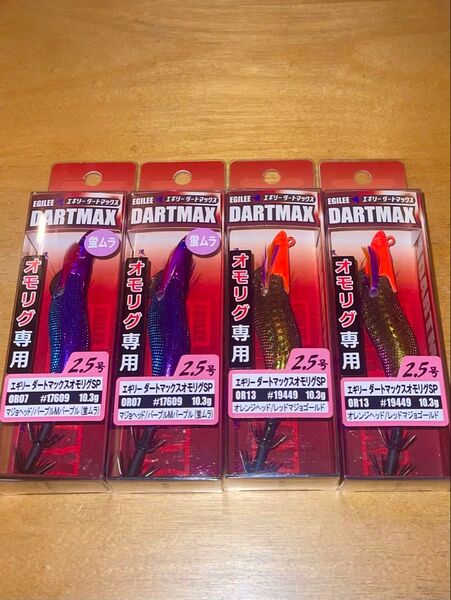 EGILEE エギリーダートマックス
DARTMAX
蛍ムラ
オモリグ専用
2.5号
エギリー ダートマックスオモリグSP
OR07 #17609 10.3g
マジョヘッド/パープルMパープル(蛍ムラ)
EGILEE エギリーダートマックス
DARTMAX
蛍ムラ
オモリグ専用
2.5号
エギリー ダートマックスオモリグSP
OR07 #17609 10.3g
マジョヘッド/パープルMパープル(蛍ムラ)
EGILEE エギリーダートマックス
DARTMAX
オモリグ専用
2.5号
エギリー ダートマックスオモリグSP
OR13 #19449 10.3g
オレンジヘッド/レッドマジョゴールド
EGILEE エギリーダートマックス
DARTMAX
オモリグ専用
2.5号
エギリー ダートマックスオモリグSP
OR13 #19449 10.3g
オレンジヘッド/レッドマジョゴールド